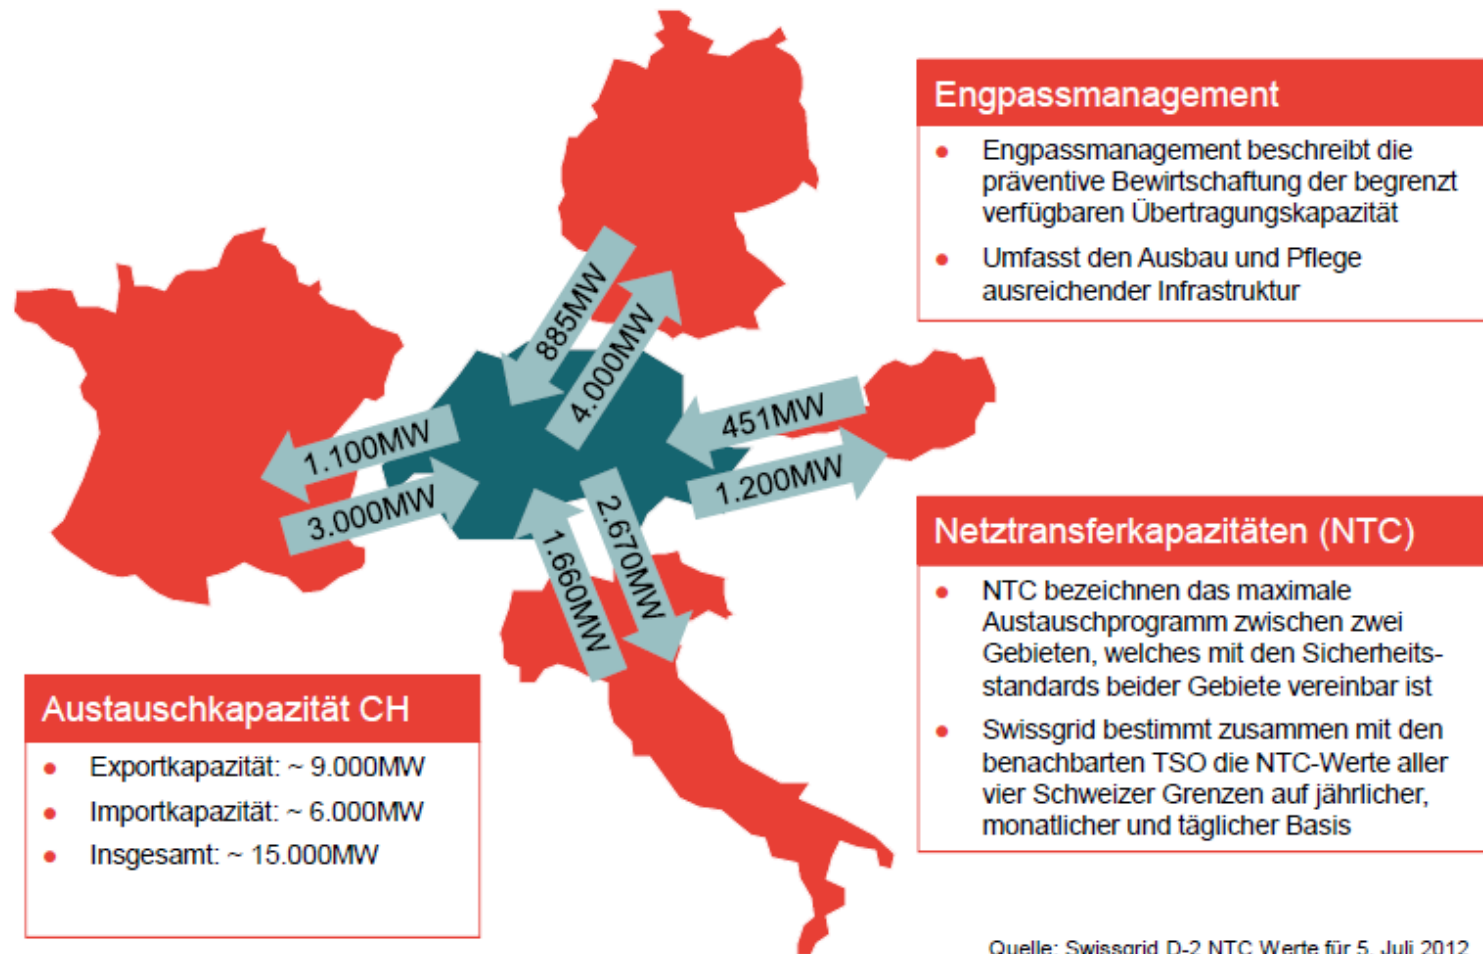 885MW
4.000MW
1.100MW
3.000MW
451MW
1.200MW
1.660MW
2.670MW
Engpassmanagement
Engpassmanagement beschreibt die
präventive Bewirtschaftung der begrenzt
verfügbaren Übertragungskapazität
Umfasst den Ausbau und Pflege
ausreichender Infrastruktur
Netztransferkapazitäten (NTC)
NTC bezeichnen das maximale
Austauschprogramm zwischen zwei
Gebieten, welches mit den Sicherheits-
standards beider Gebiete vereinbar ist
Swissgrid bestimmt zusammen mit den
benachbarten TSO die NTC-Werte aller
vier Schweizer Grenzen auf jährlicher,
monatlicher und täglicher Basis
Austauschkapazität CH
Exportkapazität: ~ 9.000MW
Importkapazität: ~ 6.000MW
Insgesamt: ~ 15.000MW
Quelle: Swissgrid D-2 NTC Werte für 5. Juli 2012